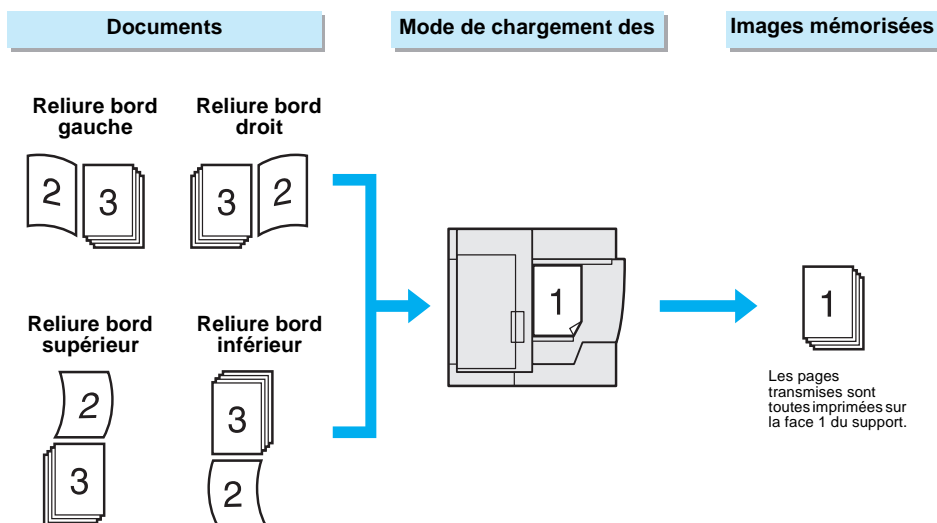 Documents
Mode de chargement des
Images mémorisées
Reliure bord
gauche
Reliure bord
droit
2
3
3
2
1
1
Les pages
transmises sont
toutes imprimées sur
la face 1 du support.
Reliure bord
supérieur
Reliure bord
inférieur
2
3
3
2